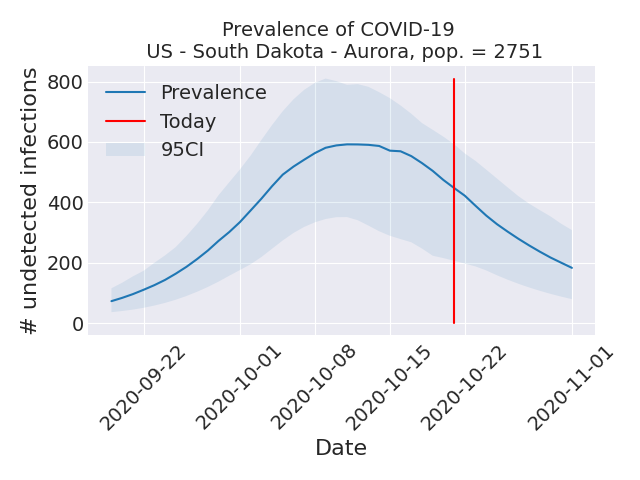 Prevalence of COVID-19
US - South Dakota - Aurora, pop. = 2751
# undetected infections
800
600
400
200
0
Prevalence
Today
95CI
2020-09-22
2020-10-01
2020-10-08
2020-10-15
2020-10-22
2020-11-01
Date